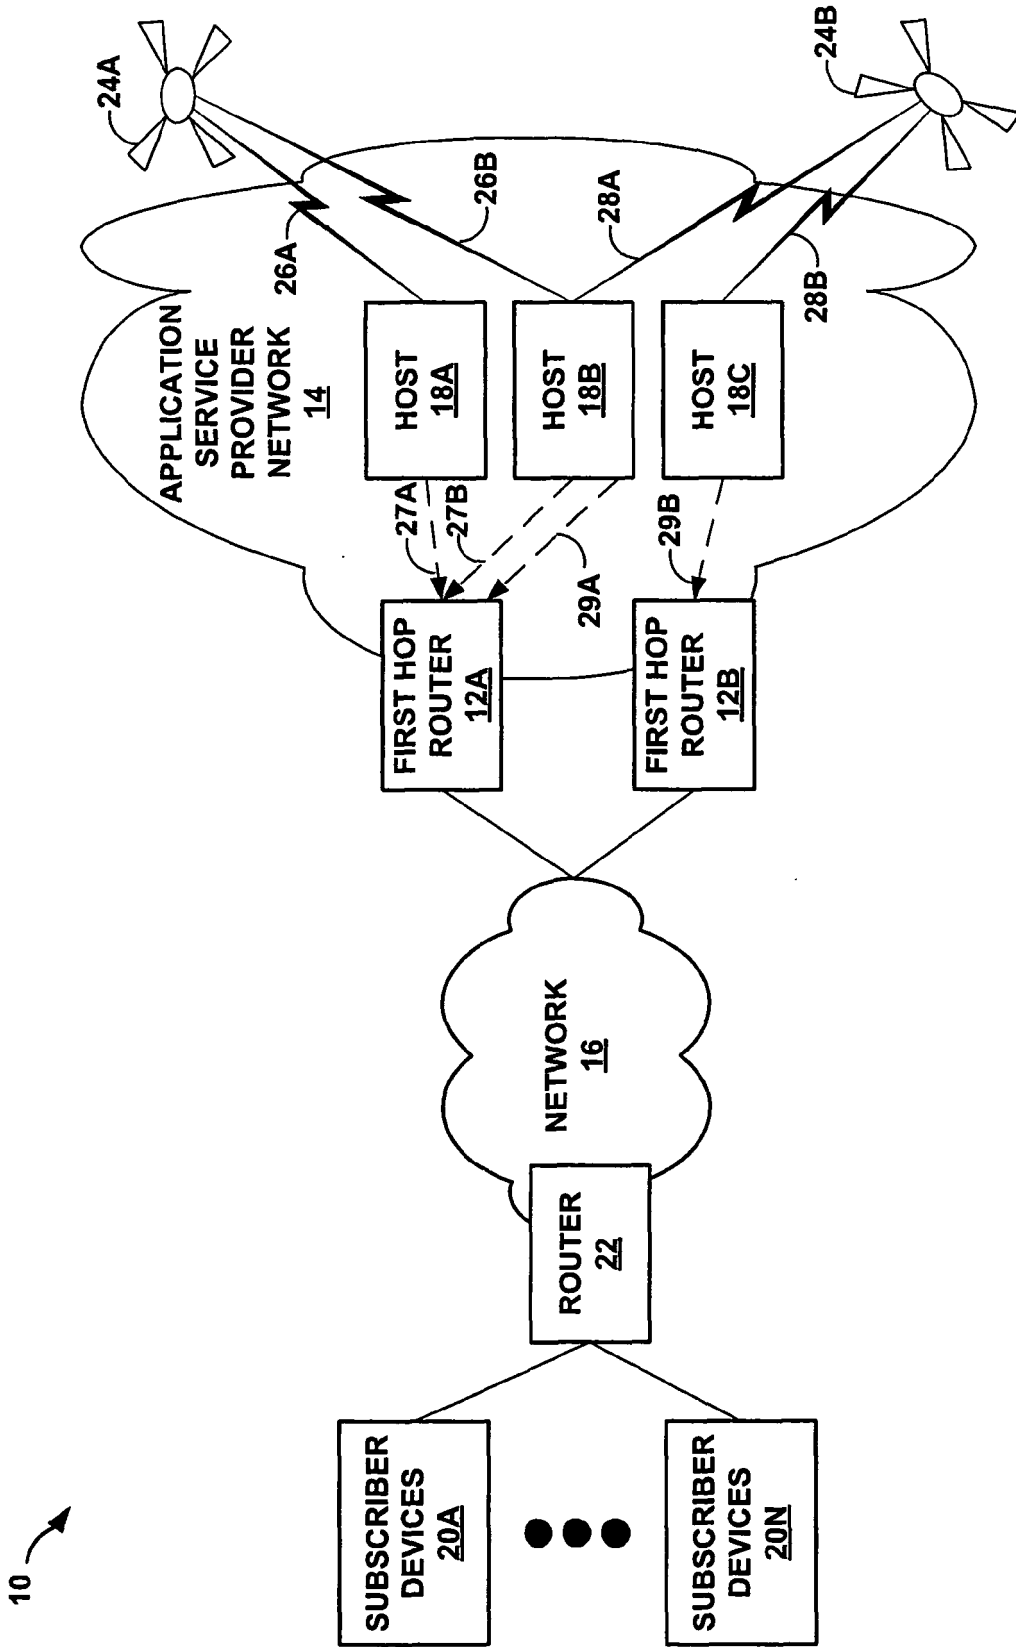 10
SUBSCRIBER
DEVICES
20A
SUBSCRIBER
DEVICES
20N
ROUTER
22
NETWORK
16
FIRST HOP
ROUTER
12A
FIRST HOP
ROUTER
12B
APPLICATION
SERVICE
PROVIDER
NETWORK
14
27A
27B
29A
29B
HOST
18A
HOST
18B
HOST
18C
26A
26B
28A
28B
24A
24B